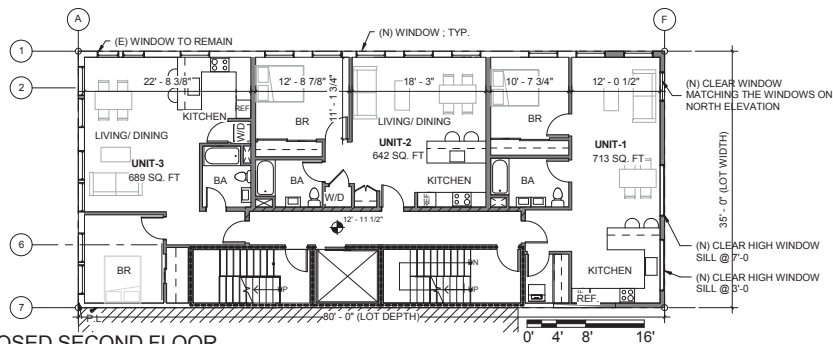 A
F
(E) WINDOW TO REMAIN
(N) WINDOW ; TYP.
1
2
22' - 8 3/8"
12' - 8 7/8"
18' - 3"
10' - 7 3/4"
12' - 0 1/2"
11' - 1 3/4"
(N) CLEAR WINDOW
MATCHING THE WINDOWS ON
NORTH ELEVATION
KITCHEN
REF.
W/D
LIVING/ DINING
UNIT-3
689 SQ. FT
BR
LIVING/ DINING
UNIT-2
642 SQ. FT
BR
UNIT-1
713 SQ. FT
BA
BA
W/D
KITCHEN
REF.
BA
35' - 0" (LOT WIDTH)
12' - 11 1/2"
6
BR
UP
DN
UP
KITCHEN
REF.
(N) CLEAR HIGH WINDOW
SILL @ 7'-0
(N) CLEAR HIGH WINDOW
SILL @ 3'-0
7
P.L.
80' - 0" (LOT DEPTH)
0' 4' 8' 16'
OSED SECOND FLOOR